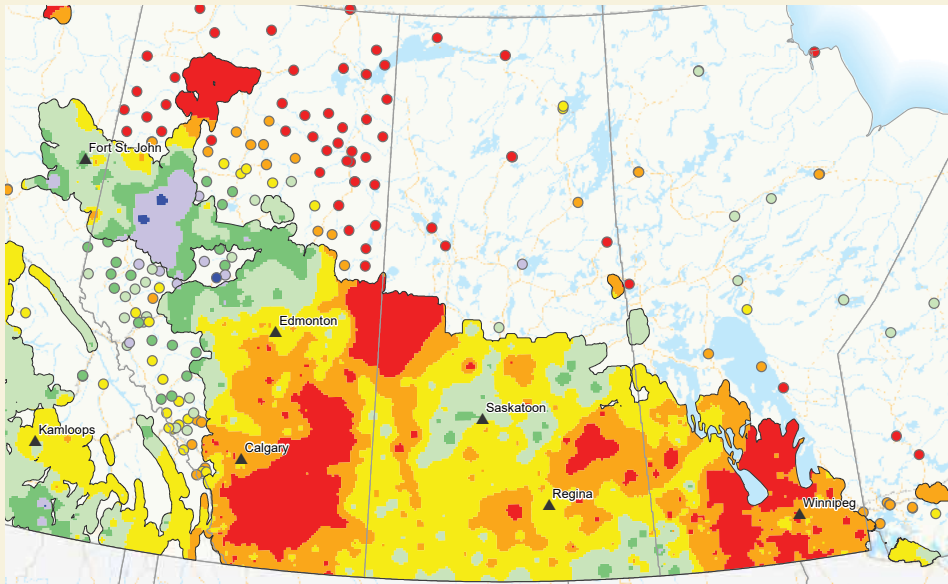 Fort St. John
Edmonton
Saskatoon
Kamloops
Calgary
Regina
Winnipeg